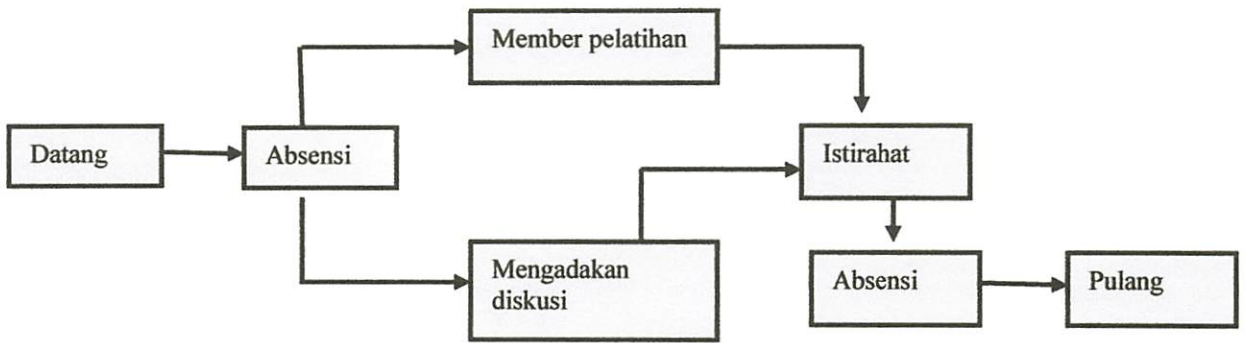 Member pelatihan
Datang
Absensi
Istirahat
Mengadakan
diskusi
Absensi
Pulang